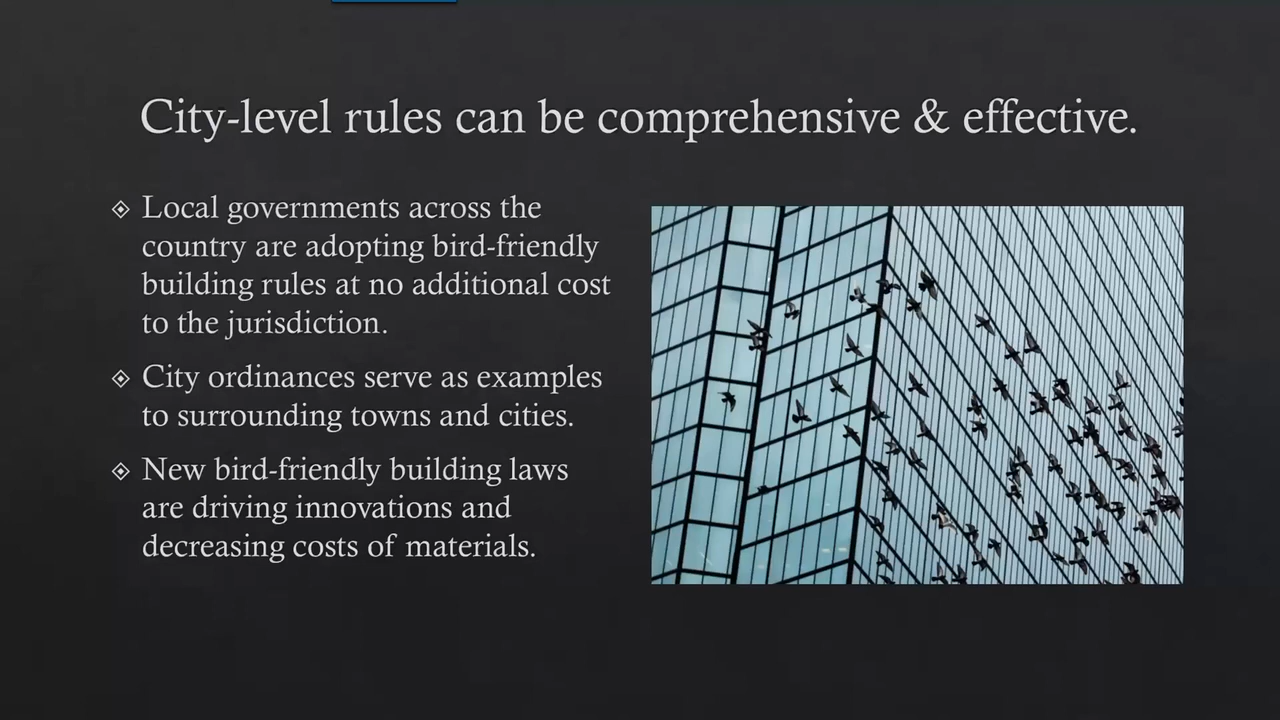 City-level rules can be comprehensive & effective.
Local governments across the
country are adopting bird-friendly
building rules at no additional cost
to the jurisdiction.
City ordinances serve as examples
to surrounding towns and cities.
New bird-friendly building laws
are driving innovations and
decreasing costs of materials.